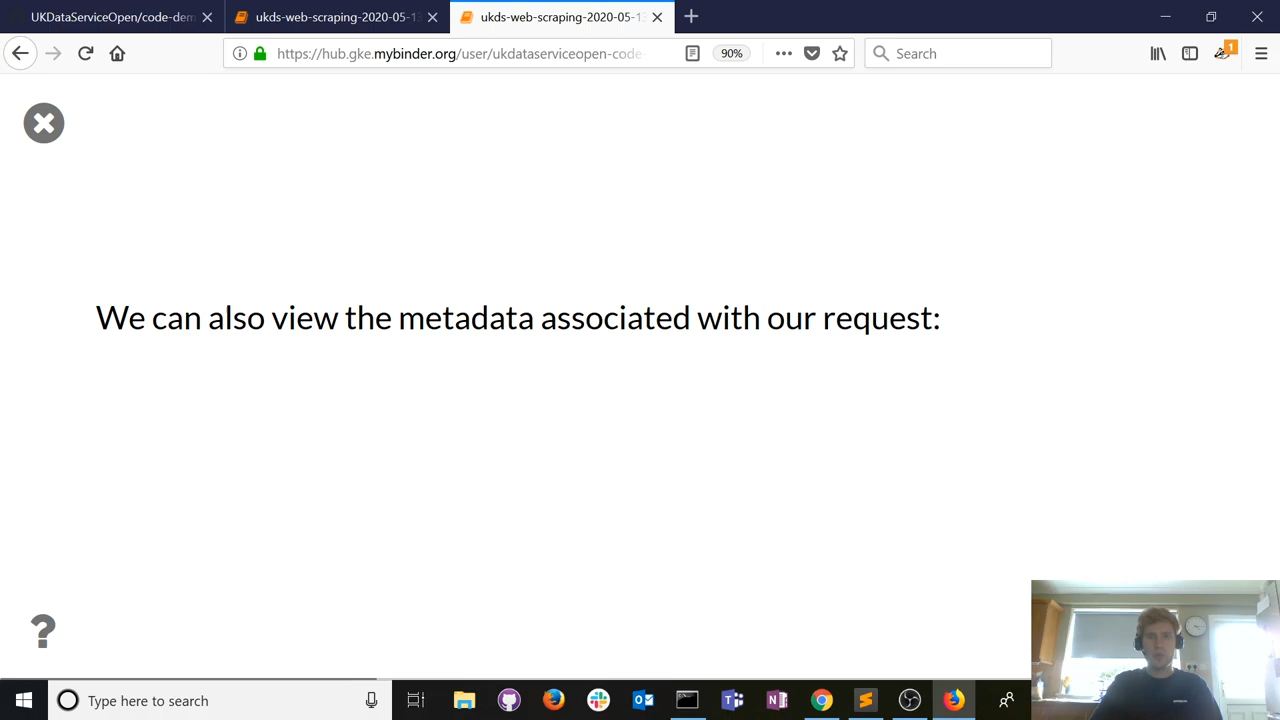 UKDataServiceOpen/code-dem
ukds-web-scraping-2020-05-13
ukds-web-scraping-2020-05-13
https://hub.gke.mybinder.org/user/ukdataserviceopen-code-
90%
Search
1
We can also view the metadata associated with our request:
?
Type here to search